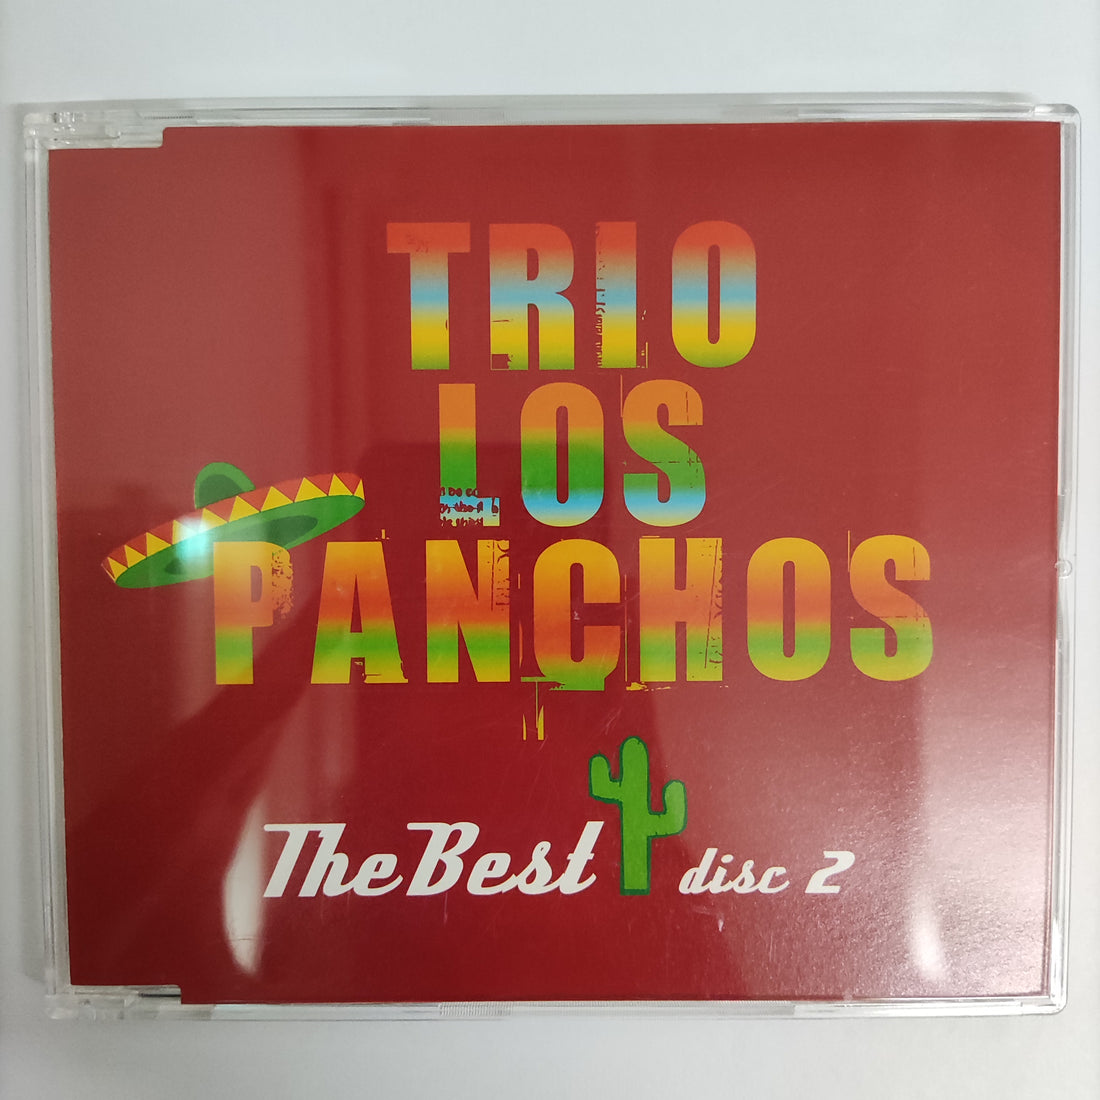 TRIO
LOS
PANCHOS
The Best disc 2